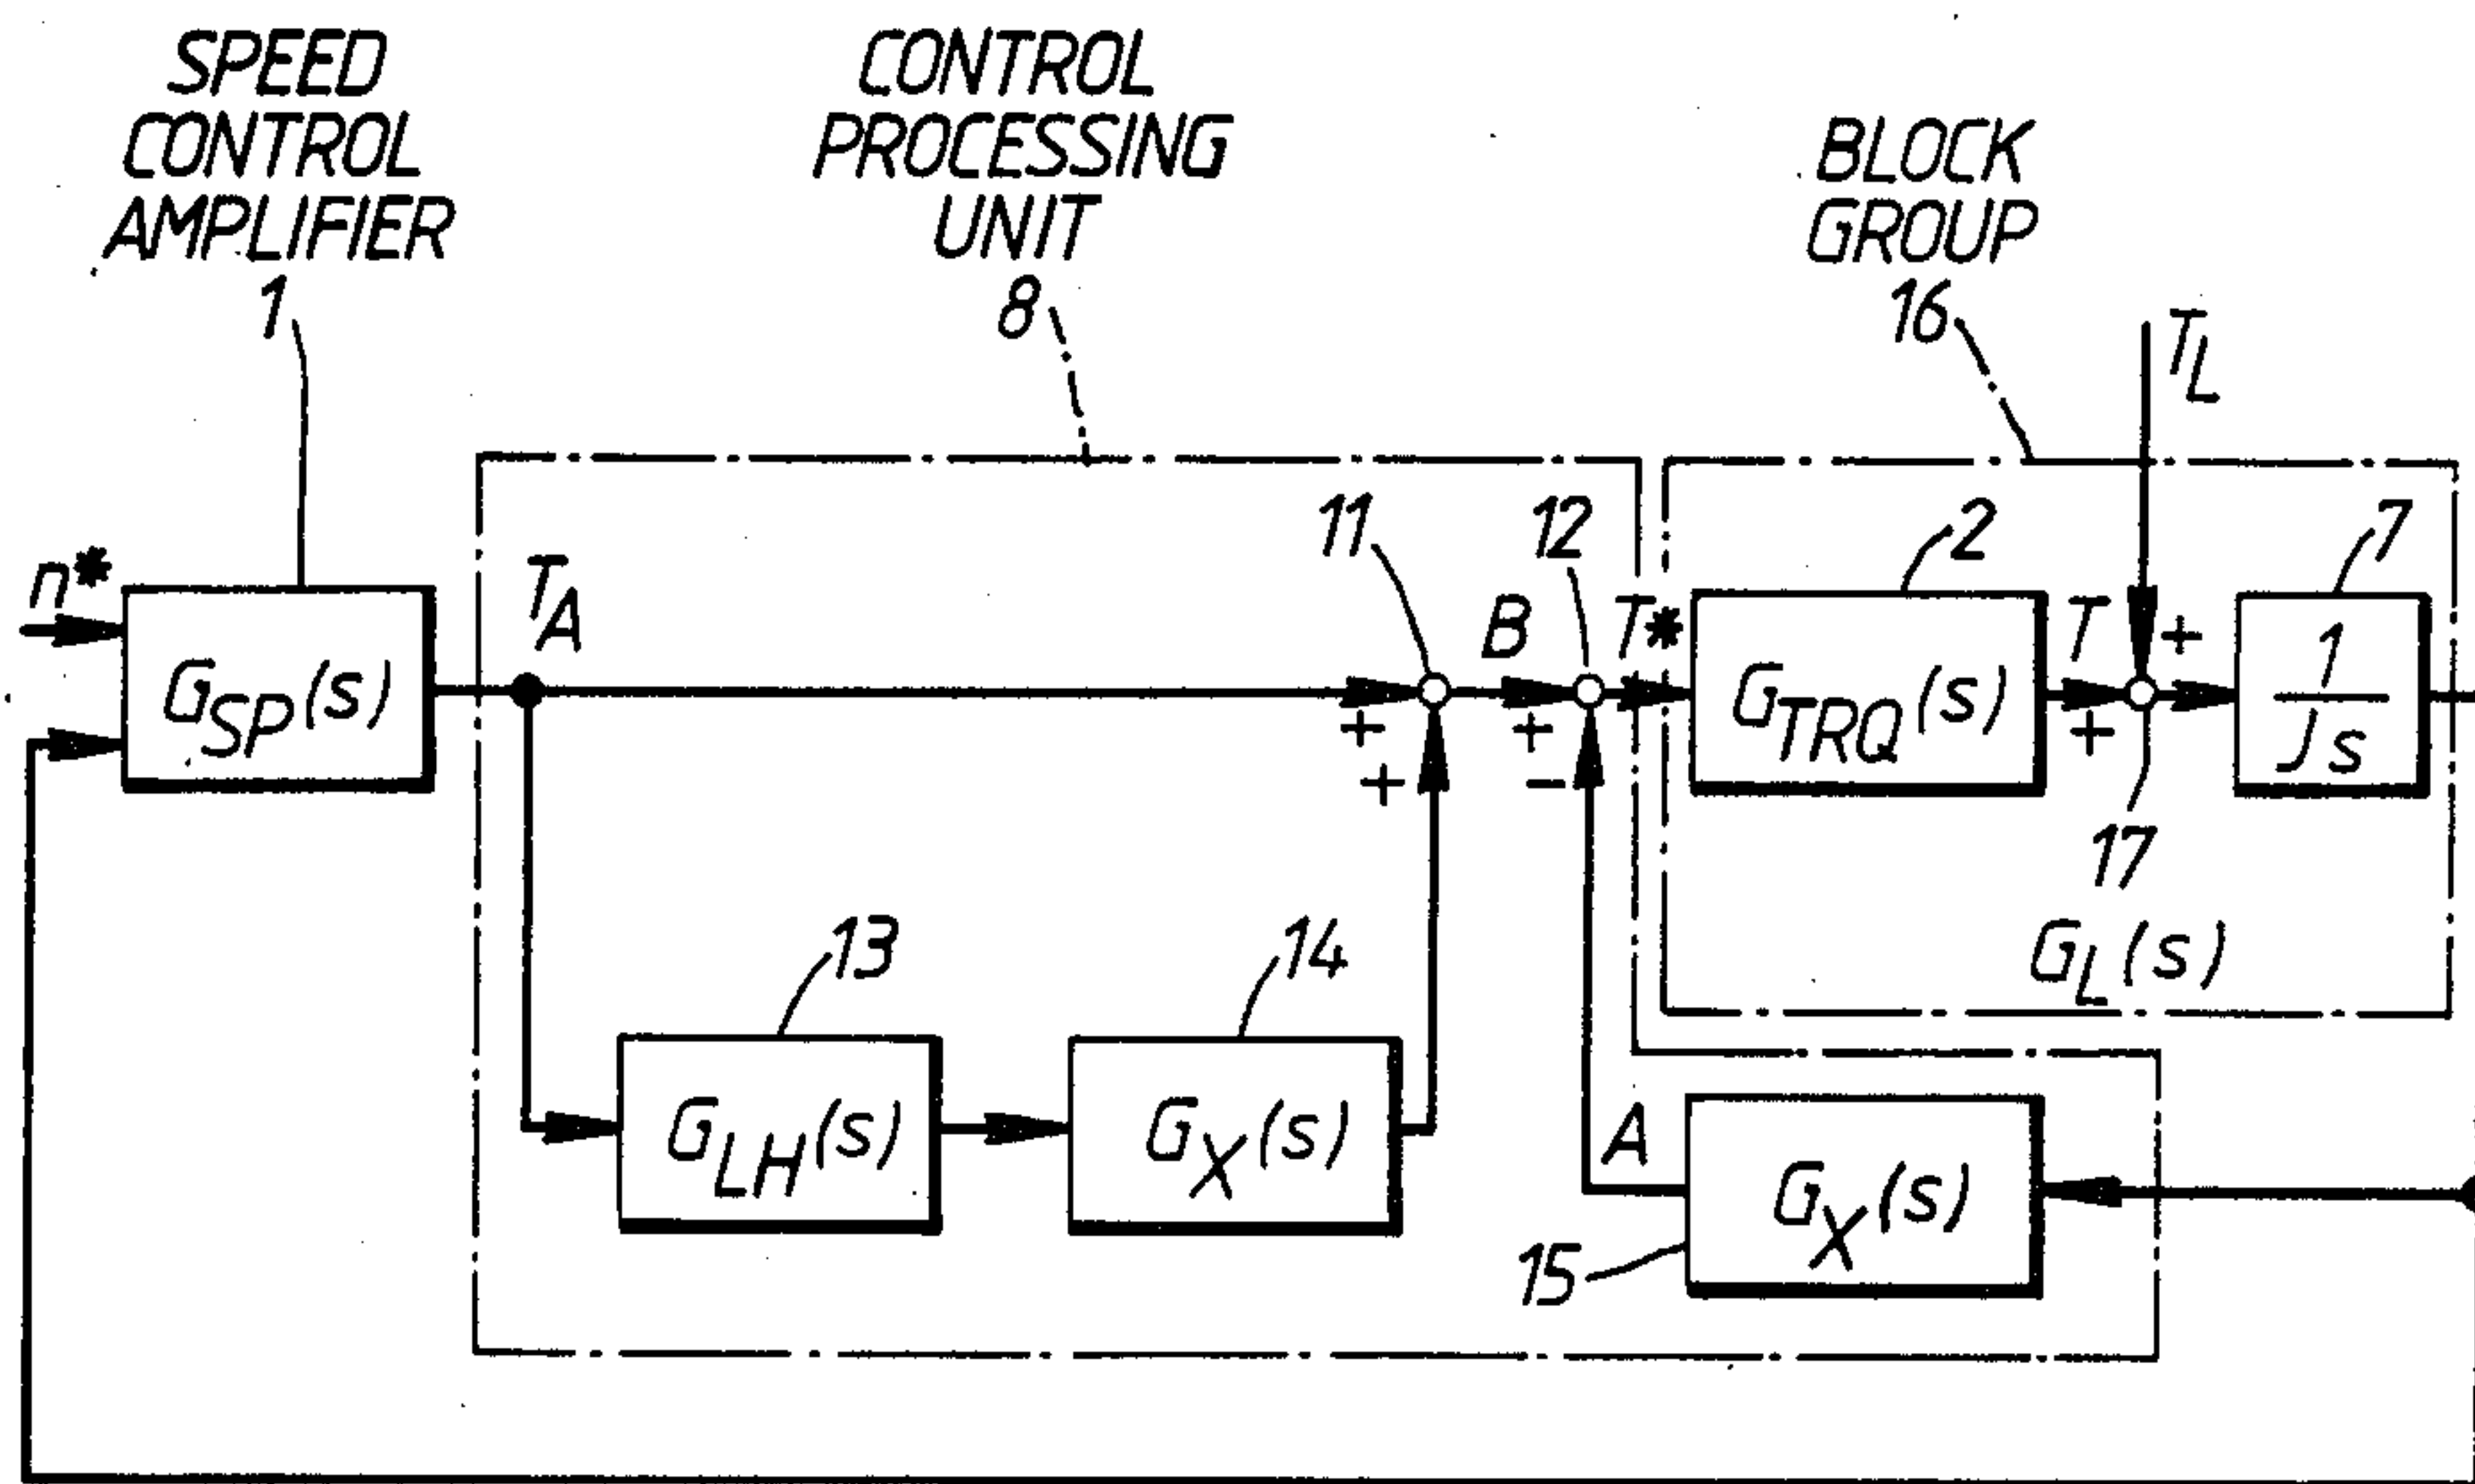 SPEED
CONTROL
AMPLIFIER
1
CONTROL
PROCESSING
UNIT
8
BLOCK
GROUP
16
T_L
n*
G_SP(s)
T_A
11
12
B
T*
2
G_TRQ(s)
T
+
+
17
7
1
Js
+
+
+
-
G_L(s)
13
G_LH(s)
14
G_X(s)
A
15
G_X(s)